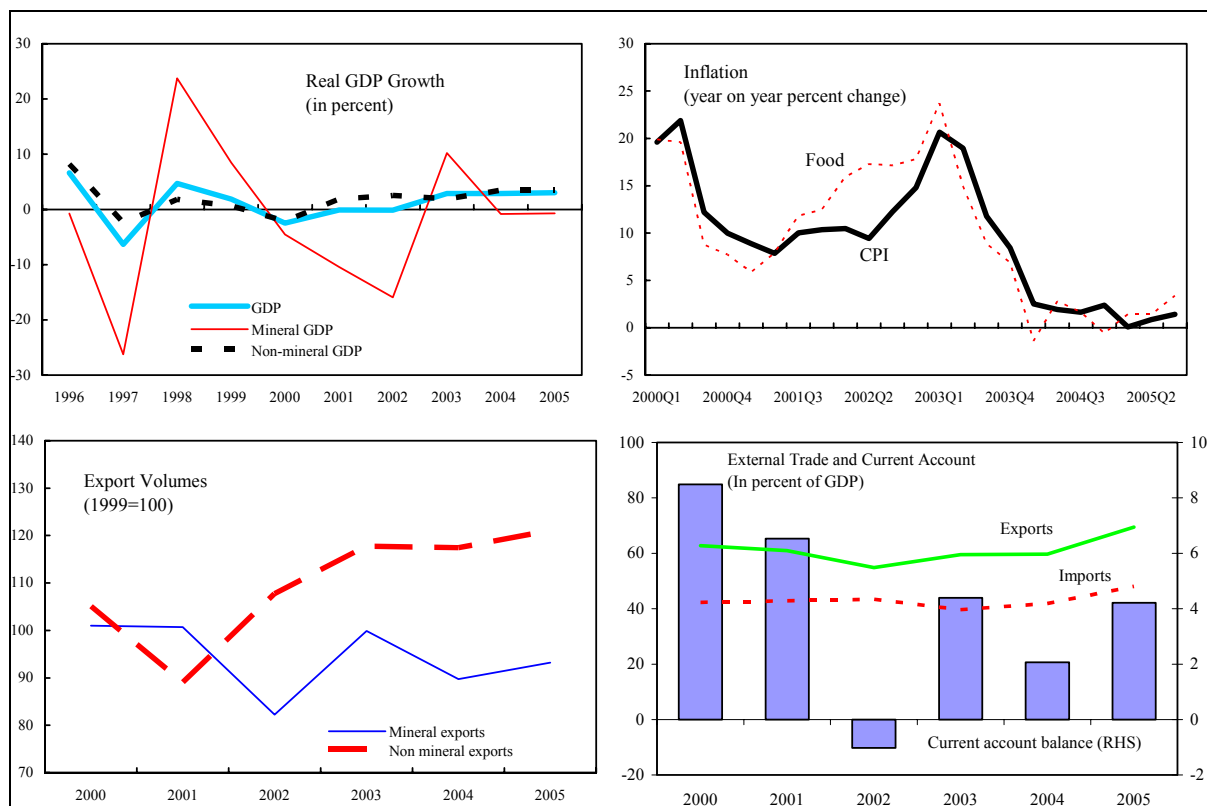 30
20
10
0
-10
-20
-30
Real GDP Growth
(in percent)
GDP
Mineral GDP
Non-mineral GDP
1996 1997 1998 1999 2000 2001 2002 2003 2004 2005
30
25
20
15
10
5
0
-5
Inflation
(year on year percent change)
Food
CPI
2000Q1 2000Q4 2001Q3 2002Q2 2003Q1 2003Q4 2004Q3 2005Q2
140
130
120
110
100
90
80
70
Export Volumes
(1999=100)
Mineral exports
Non mineral exports
2000 2001 2002 2003 2004 2005
100
80
60
40
20
0
-20
External Trade and Current Account
(In percent of GDP)
Exports
Imports
Current account balance (RHS)
10
8
6
4
2
0
-2
2000 2001 2002 2003 2004 2005